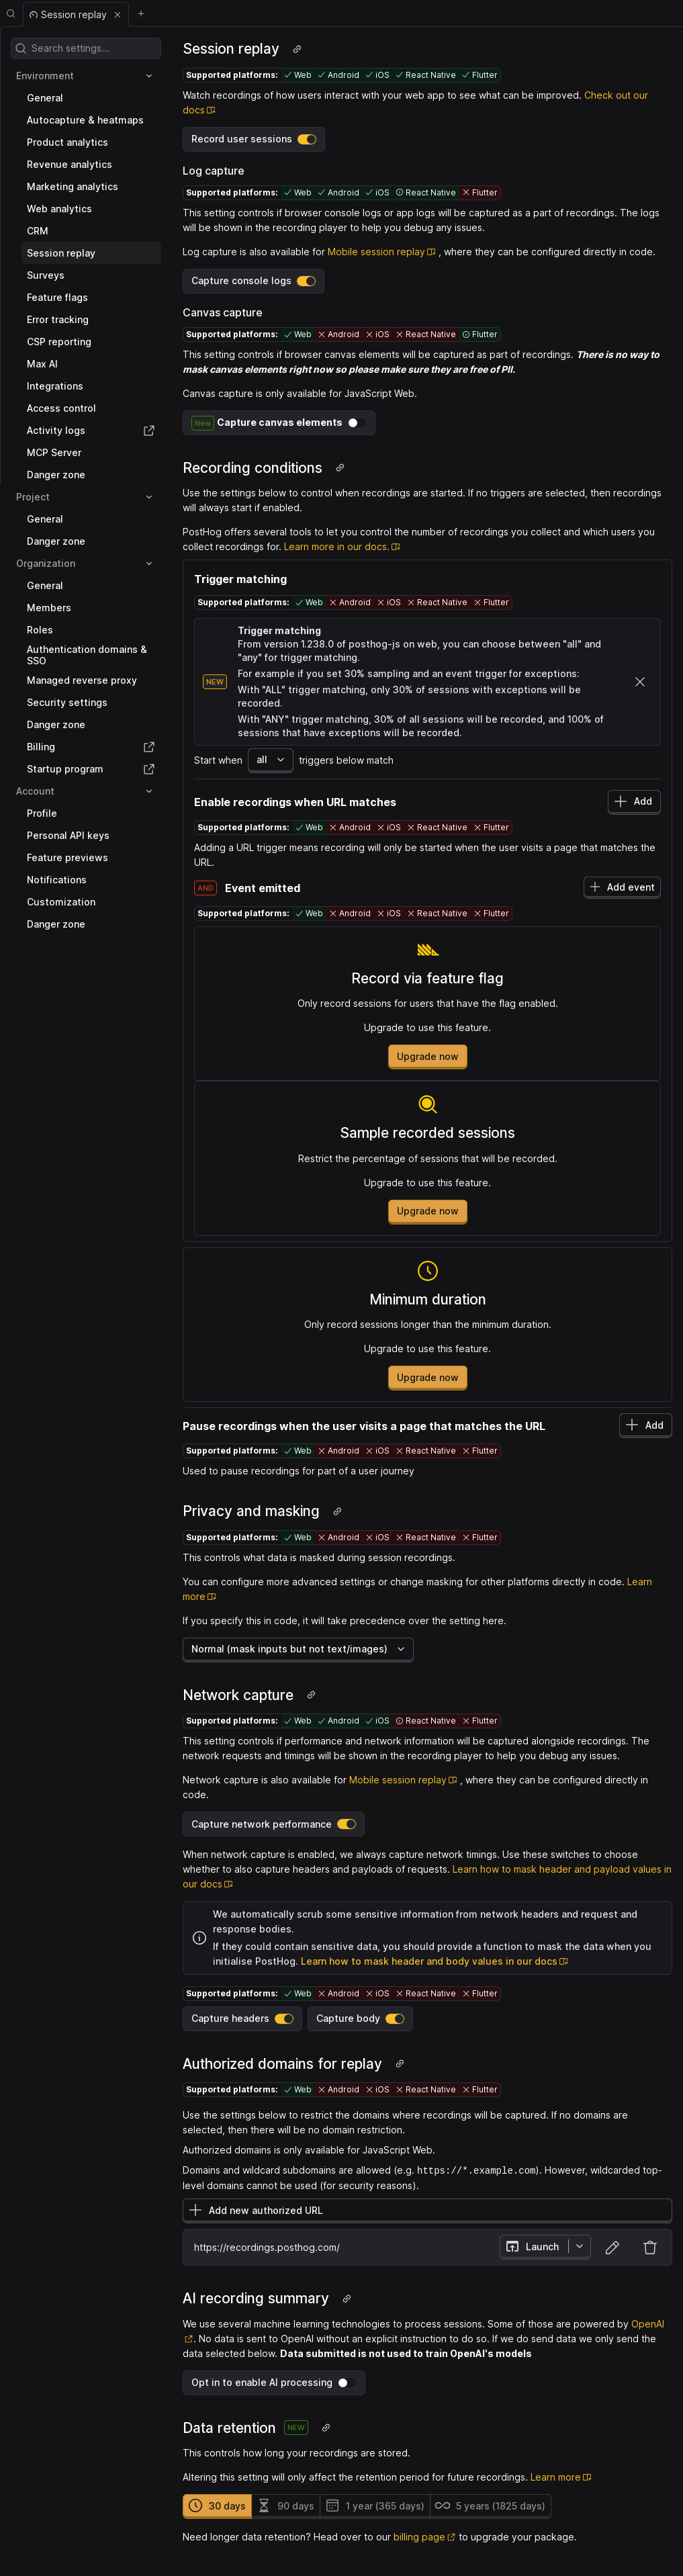 Session replay
Search settings...
Environment
General
Autocapture & heatmaps
Product analytics
Revenue analytics
Marketing analytics
Web analytics
CRM
Session replay
Surveys
Feature flags
Error tracking
CSP reporting
Max AI
Integrations
Access control
Activity logs
MCP Server
Danger zone
Project
General
Danger zone
Organization
General
Members
Roles
Authentication domains &
SSO
Managed reverse proxy
Security settings
Danger zone
Billing
Startup program
Account
Profile
Personal API keys
Feature previews
Notifications
Customization
Danger zone
Session replay
Supported platforms: Web Android iOS React Native Flutter
Watch recordings of how users interact with your web app to see what can be improved. Check out our
docs
Record user sessions
Log capture
Supported platforms: Web Android iOS React Native Flutter
This setting controls if browser console logs or app logs will be captured as a part of recordings. The logs
will be shown in the recording player to help you debug any issues.
Log capture is also available for Mobile session replay , where they can be configured directly in code.
Capture console logs
Canvas capture
Supported platforms: Web Android iOS React Native Flutter
This setting controls if browser canvas elements will be captured as part of recordings. There is no way to
mask canvas elements right now so please make sure they are free of PII.
Canvas capture is only available for JavaScript Web.
New Capture canvas elements
Recording conditions
Use the settings below to control when recordings are started. If no triggers are selected, then recordings
will always start if enabled.
PostHog offers several tools to let you control the number of recordings you collect and which users you
collect recordings for. Learn more in our docs.
Trigger matching
Supported platforms: Web Android iOS React Native Flutter
NEW
Trigger matching
From version 1.238.0 of posthog-js on web, you can choose between "all" and
"any" for trigger matching.
For example if you set 30% sampling and an event trigger for exceptions:
With "ALL" trigger matching, only 30% of sessions with exceptions will be
recorded.
With "ANY" trigger matching, 30% of all sessions will be recorded, and 100% of
sessions that have exceptions will be recorded.
Start when all triggers below match
Enable recordings when URL matches Add
Supported platforms: Web Android iOS React Native Flutter
Adding a URL trigger means recording will only be started when the user visits a page that matches the
URL.
AND Event emitted Add event
Supported platforms: Web Android iOS React Native Flutter
Record via feature flag
Only record sessions for users that have the flag enabled.
Upgrade to use this feature.
Upgrade now
Sample recorded sessions
Restrict the percentage of sessions that will be recorded.
Upgrade to use this feature.
Upgrade now
Minimum duration
Only record sessions longer than the minimum duration.
Upgrade to use this feature.
Upgrade now
Pause recordings when the user visits a page that matches the URL Add
Supported platforms: Web Android iOS React Native Flutter
Used to pause recordings for part of a user journey
Privacy and masking
Supported platforms: Web Android iOS React Native Flutter
This controls what data is masked during session recordings.
You can configure more advanced settings or change masking for other platforms directly in code. Learn
more
If you specify this in code, it will take precedence over the setting here.
Normal (mask inputs but not text/images)
Network capture
Supported platforms: Web Android iOS React Native Flutter
This setting controls if performance and network information will be captured alongside recordings. The
network requests and timings will be shown in the recording player to help you debug any issues.
Network capture is also available for Mobile session replay , where they can be configured directly in
code.
Capture network performance
When network capture is enabled, we always capture network timings. Use these switches to choose
whether to also capture headers and payloads of requests. Learn how to mask header and payload values in
our docs
We automatically scrub some sensitive information from network headers and request and
response bodies.
If they could contain sensitive data, you should provide a function to mask the data when you
initialise PostHog. Learn how to mask header and body values in our docs
Supported platforms: Web Android iOS React Native Flutter
Capture headers Capture body
Authorized domains for replay
Supported platforms: Web Android iOS React Native Flutter
Use the settings below to restrict the domains where recordings will be captured. If no domains are
selected, then there will be no domain restriction.
Authorized domains is only available for JavaScript Web.
Domains and wildcard subdomains are allowed (e.g. https://*.example.com). However, wildcarded top-
level domains cannot be used (for security reasons).
Add new authorized URL
https://recordings.posthog.com/ Launch
AI recording summary
We use several machine learning technologies to process sessions. Some of those are powered by OpenAI
. No data is sent to OpenAI without an explicit instruction to do so. If we do send data we only send the
data selected below. Data submitted is not used to train OpenAI's models
Opt in to enable AI processing
Data retention NEW
This controls how long your recordings are stored.
Altering this setting will only affect the retention period for future recordings. Learn more
30 days 90 days 1 year (365 days) 5 years (1825 days)
Need longer data retention? Head over to our billing page to upgrade your package.